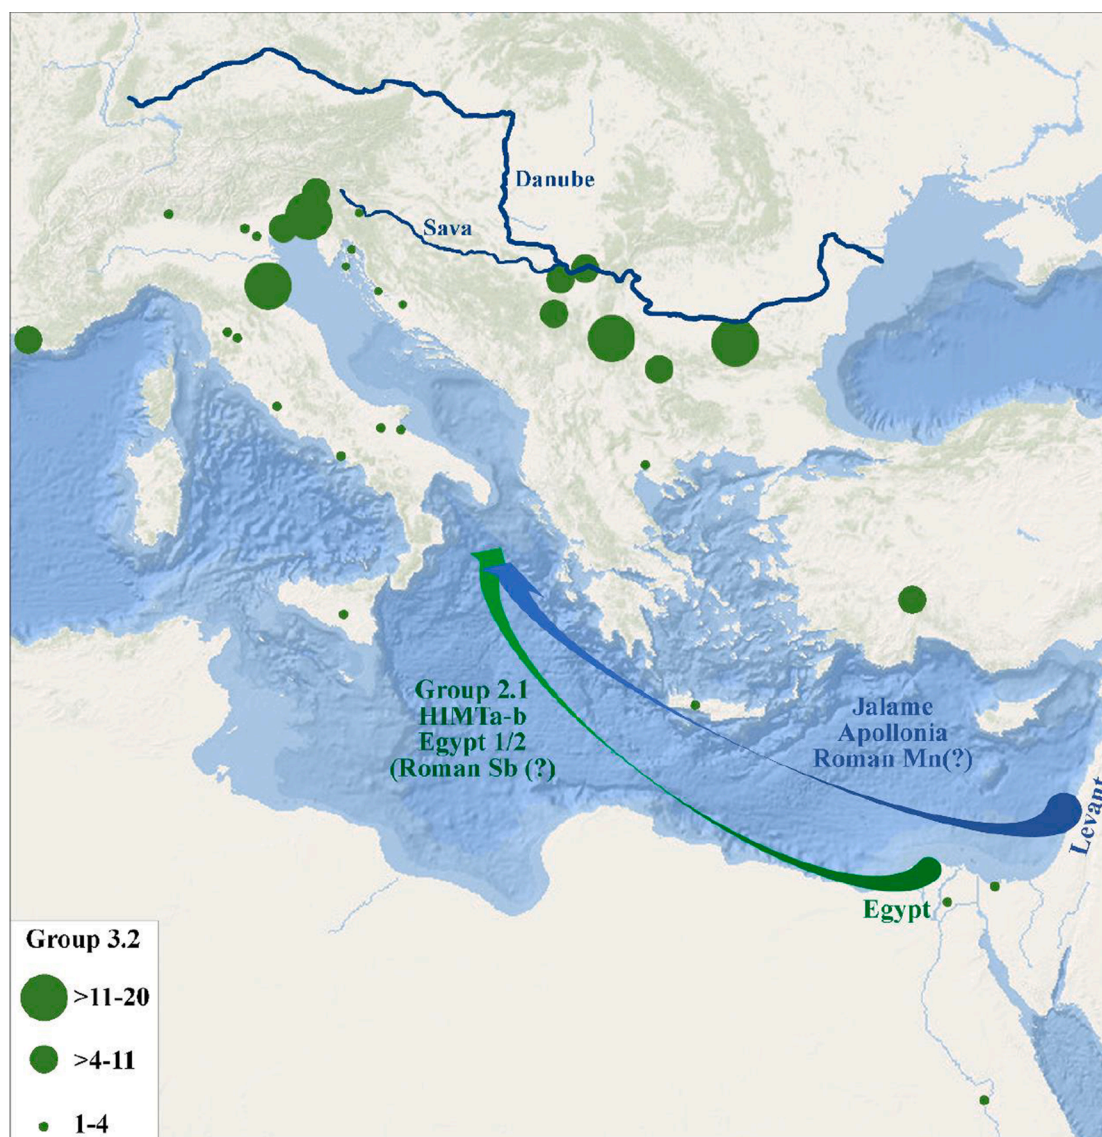 Danube
Sava
Group 2.1
HIMTa-b
Egypt 1/2
(Roman Sb (?)
Jalame
Apollonia
Roman Mn(?)
Levant
Egypt
Group 3.2
>11-20
>4-11
1-4